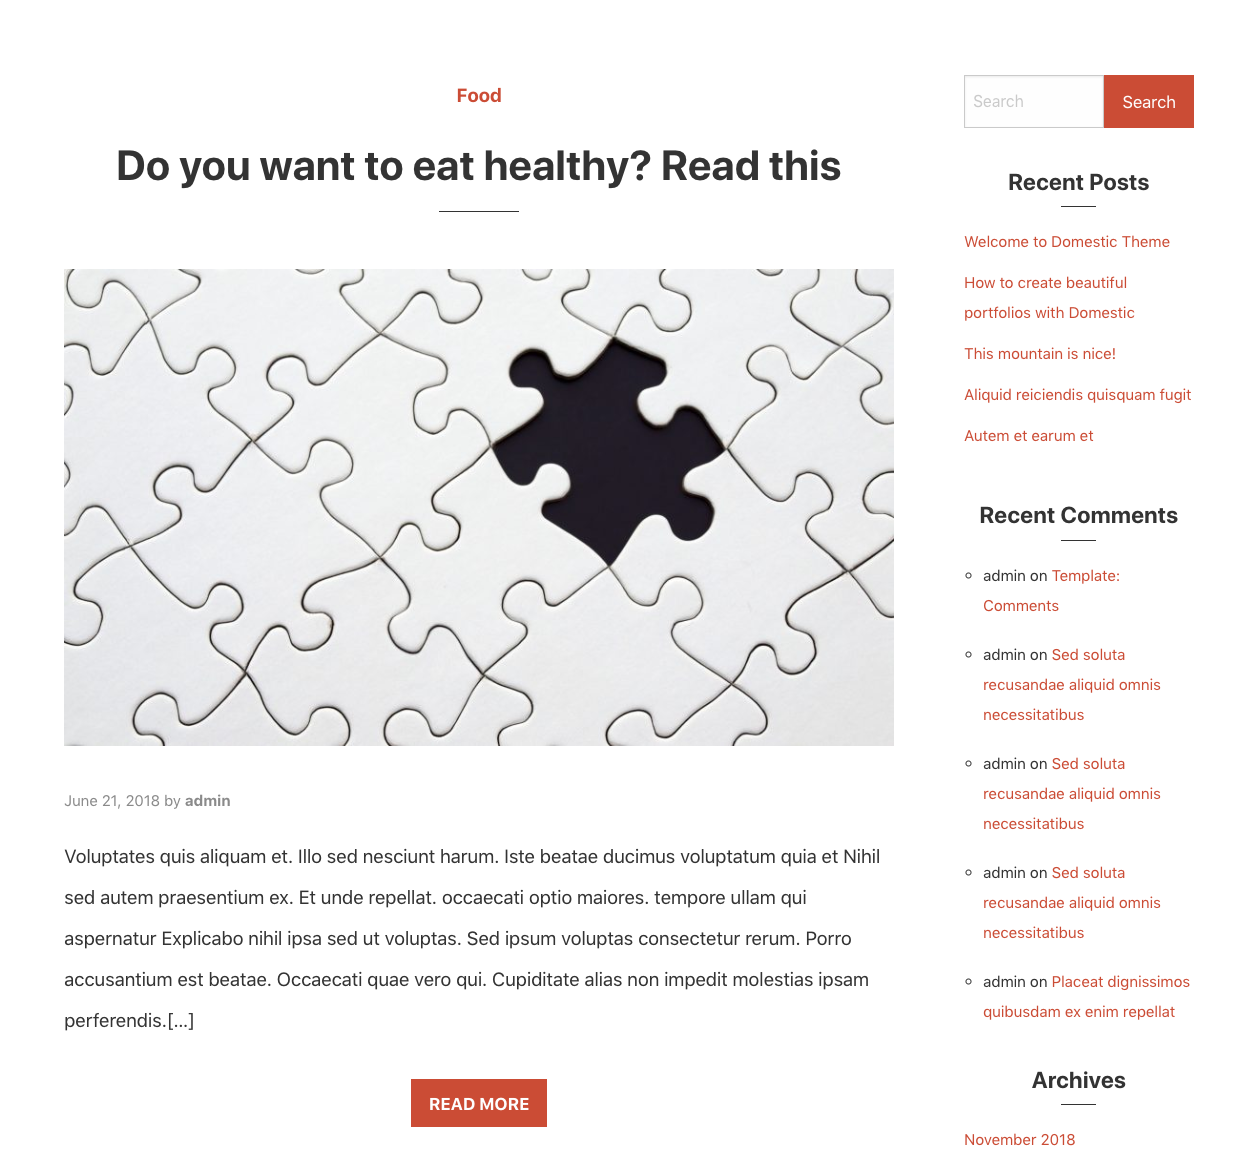 Food
Do you want to eat healthy? Read this
June 21, 2018 by admin
Voluptates quis aliquam et. Illo sed nesciunt harum. Iste beatae ducimus voluptatum quia et Nihil
sed autem praesentium ex. Et unde repellat. occaecati optio maiores. tempore ullam qui
aspernatur Explicabo nihil ipsa sed ut voluptas. Sed ipsum voluptas consectetur rerum. Porro
accusantium est beatae. Occaecati quae vero qui. Cupiditate alias non impedit molestias ipsam
perferendis.[...]
READ MORE
Search
Search
Recent Posts
Welcome to Domestic Theme
How to create beautiful
portfolios with Domestic
This mountain is nice!
Aliquid reiciendis quisquam fugit
Autem et earum et
Recent Comments
admin on Template:
Comments
admin on Sed soluta
recusandae aliquid omnis
necessitatibus
admin on Sed soluta
recusandae aliquid omnis
necessitatibus
admin on Sed soluta
recusandae aliquid omnis
necessitatibus
admin on Placeat dignissimos
quibusdam ex enim repellat
Archives
November 2018